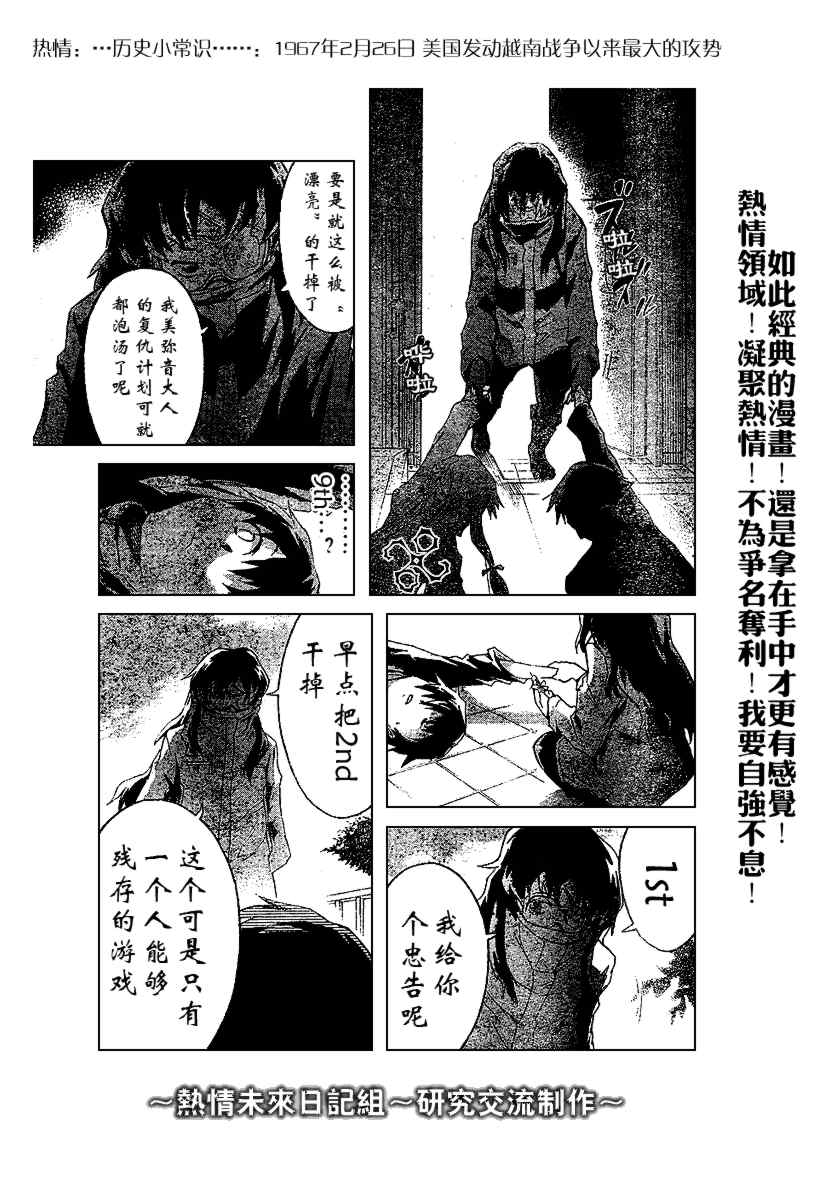 热情：…历史小常识……：1967年2月26日 美国发动越南战争以来最大的攻势
如此經典的漫畫！還是拿在手中才更有感覺！
熱情領域！凝聚熱情！不為爭名奪利！我要自強不息！
ズズ
啦啦
哗啦
要是就这么被“
漂亮”的干掉了
我美弥音大人
的复仇计划可就
都泡汤了呢
………
9th…？
1st
我给你
个忠告呢
早点把2nd
干掉
这个可是只有
一个人能够
残存的游戏
～熱情未來日記組～研究交流制作～